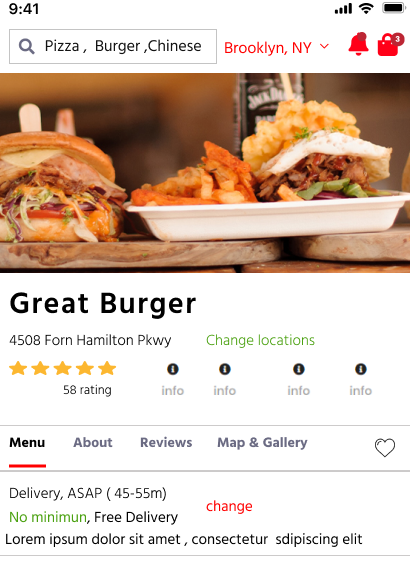 9:41
Pizza , Burger ,Chinese
Brooklyn, NY
3
JACK DANIEL'S
Great Burger
4508 Forn Hamilton Pkwy
Change locations
58 rating
info info info info
Menu About Reviews Map & Gallery
Delivery, ASAP ( 45-55m)
change
No minimun, Free Delivery
Lorem ipsum dolor sit amet , consectetur sdipiscing elit